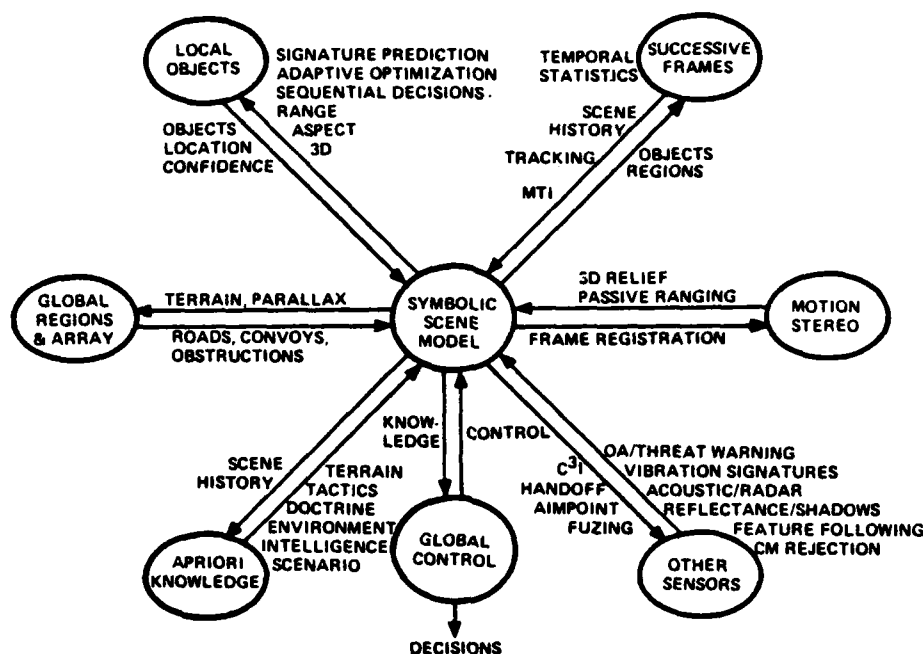 LOCAL
OBJECTS
SIGNATURE PREDICTION
ADAPTIVE OPTIMIZATION
SEQUENTIAL DECISIONS.
RANGE
ASPECT
3D
OBJECTS
LOCATION
CONFIDENCE
TEMPORAL
STATISTICS
SUCCESSIVE
FRAMES
SCENE
HISTORY
TRACKING
MTI
OBJECTS
REGIONS
GLOBAL
REGIONS
& ARRAY
TERRAIN, PARALLAX
ROADS, CONVOYS,
OBSTRUCTIONS
SYMBOLIC
SCENE
MODEL
3D RELIEF
PASSIVE RANGING
FRAME REGISTRATION
MOTION
STEREO
SCENE
HISTORY
TERRAIN
TACTICS
DOCTRINE
ENVIRONMENT
INTELLIGENCE
SCENARIO
APRIORI
KNOWLEDGE
KNOW-
LEDGE
CONTROL
GLOBAL
CONTROL
DECISIONS
C3I
HANDOFF
AIMPOINT
FUZING
OA/THREAT WARNING
VIBRATION SIGNATURES
ACOUSTIC/RADAR
REFLECTANCE/SHADOWS
FEATURE FOLLOWING
CM REJECTION
OTHER
SENSORS